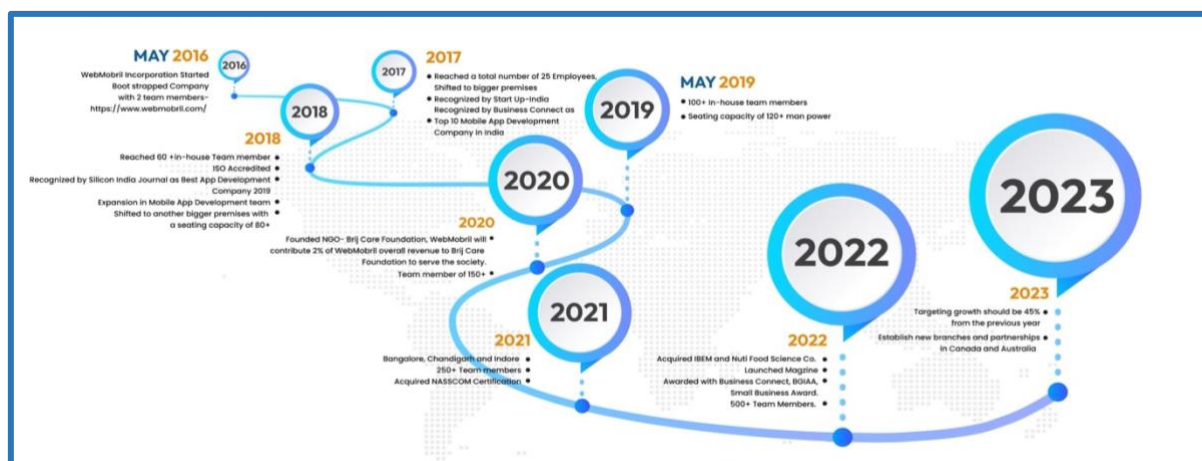 MAY 2016
WebMobril Incorporation Started
Boot strapped Company
with 2 team members-
https://www.webmobril.com/
2016
2017
2017
Reached a total number of 25 Employees,
Shifted to bigger premises
Recognized by Start Up-India
Recognized by Business Connect as
Top 10 Mobile App Development
Company in India
2018
2018
Reached 60 +in-house Team member
ISO Accredited
Recognized by Silicon India Journal as Best App Development
Company 2019
Expansion in Mobile App Development team
Shifted to another bigger premises with
a seating capacity of 80+
2019
MAY 2019
100+ in-house team members
Seating capacity of 120+ man power
2020
2020
Founded NGO- Brij Care Foundation, WebMobril will
contribute 2% of WebMobril overall revenue to Brij Care
Foundation to serve the society.
Team member of 150+
2021
2021
Bangalore, Chandigarh and Indore
250+ Team members
Acquired NASSCOM Certification
2022
2022
Acquired IBEM and Nuti Food Science Co.
Launched Magzine
Awarded with Business Connect, BGIAA,
Small Business Award.
500+ Team Members.
2023
2023
Targeting growth should be 45%
from the previous year
Establish new branches and partnerships
in Canada and Australia